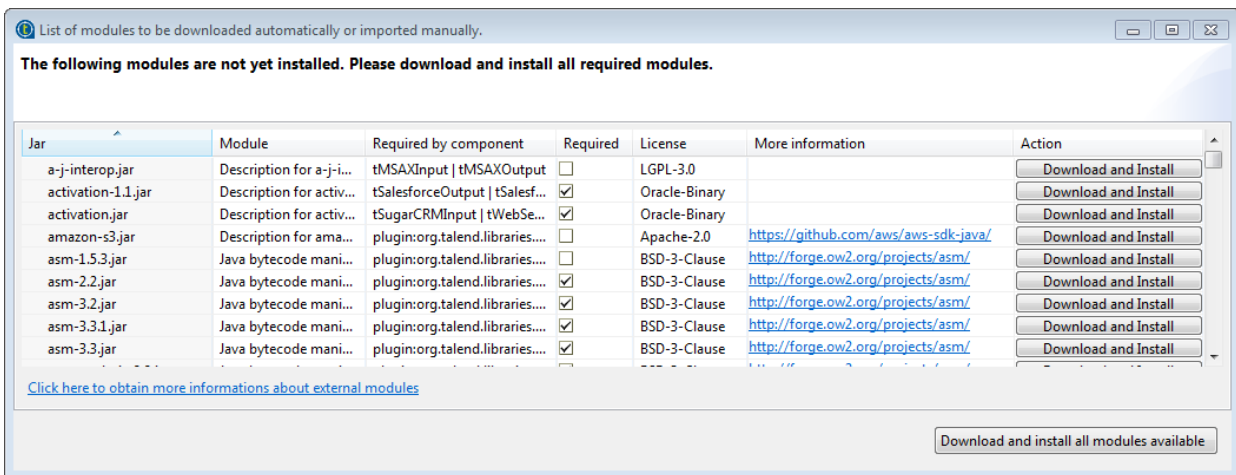 List of modules to be downloaded automatically or imported manually.
The following modules are not yet installed. Please download and install all required modules.
Jar Module Required by component Required License More information Action
a-j-interop.jar Description for a-j-i... tMSAXInput | tMSAXOutput LGPL-3.0 Download and Install
activation-1.1.jar Description for activ... tSalesforceOutput | tSalesf... Oracle-Binary Download and Install
activation.jar Description for activ... tSugarCRMInput | tWebSe... Oracle-Binary Download and Install
amazon-s3.jar Description for ama... plugin:org.talend.libraries.... Apache-2.0 https://github.com/aws/aws-sdk-java/ Download and Install
asm-1.5.3.jar Java bytecode mani... plugin:org.talend.libraries.... BSD-3-Clause http://forge.ow2.org/projects/asm/ Download and Install
asm-2.2.jar Java bytecode mani... plugin:org.talend.libraries.... BSD-3-Clause http://forge.ow2.org/projects/asm/ Download and Install
asm-3.2.jar Java bytecode mani... plugin:org.talend.libraries.... BSD-3-Clause http://forge.ow2.org/projects/asm/ Download and Install
asm-3.3.1.jar Java bytecode mani... plugin:org.talend.libraries.... BSD-3-Clause http://forge.ow2.org/projects/asm/ Download and Install
asm-3.3.jar Java bytecode mani... plugin:org.talend.libraries.... BSD-3-Clause http://forge.ow2.org/projects/asm/ Download and Install
Click here to obtain more informations about external modules
Download and install all modules available